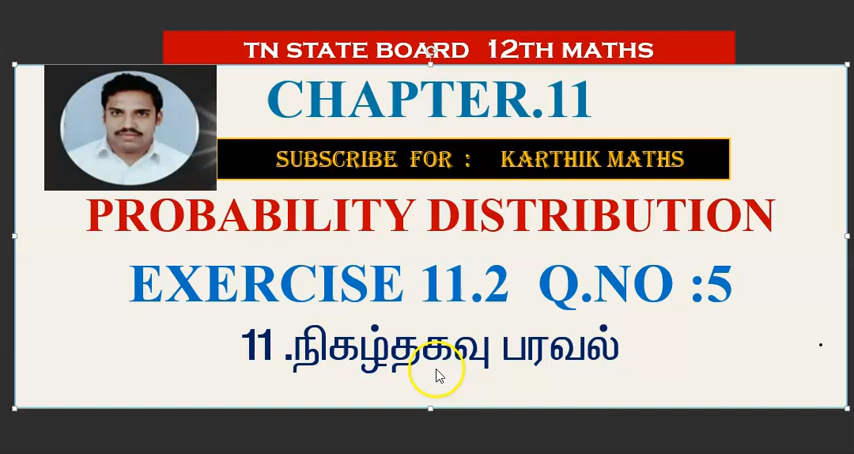 TN STATE BOARD 12TH MATHS
CHAPTER.11
SUBSCRIBE FOR : KARTHIK MATHS
PROBABILITY DISTRIBUTION
EXERCISE 11.2 Q.NO :5
11 .நிகழ்தகவு பரவல்